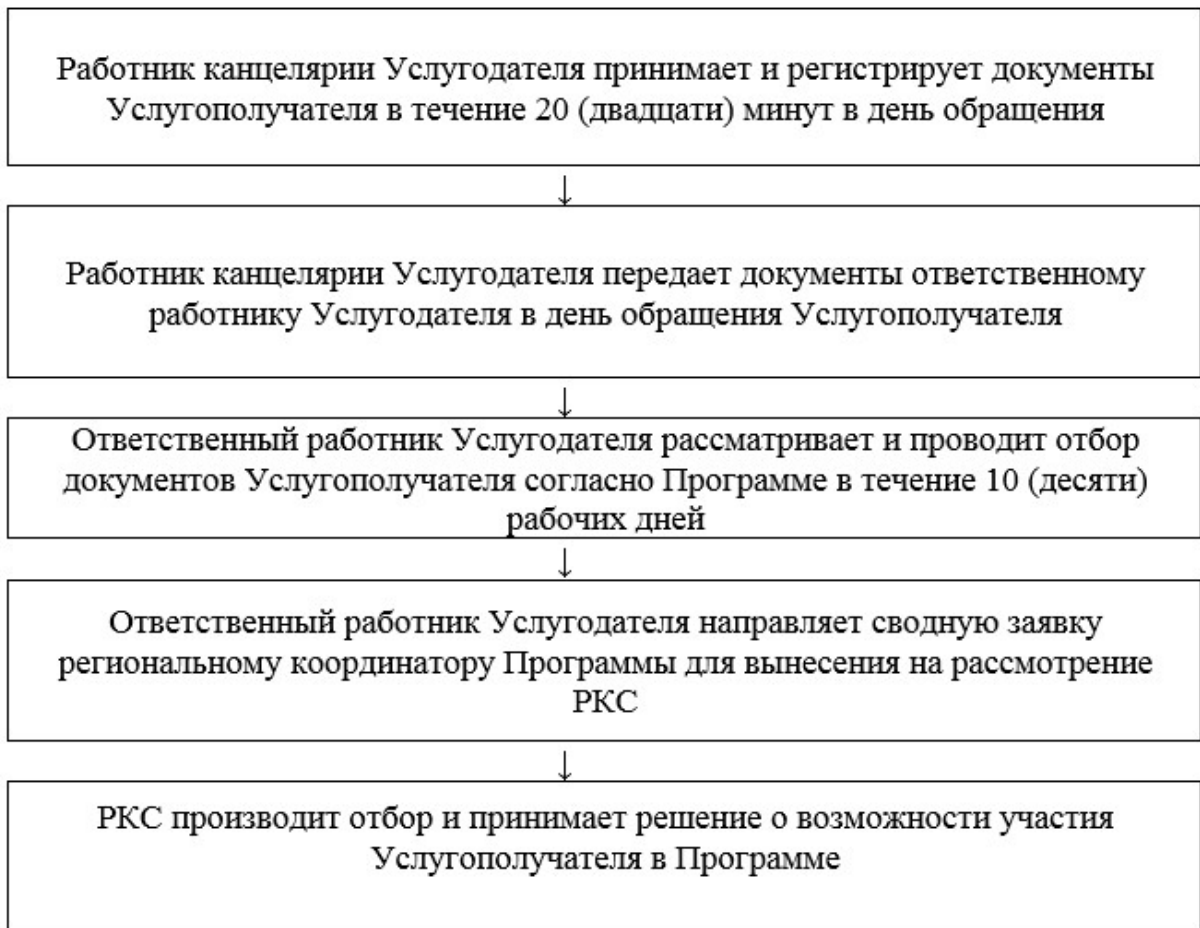 Работник канцелярии Услугодателя принимает и регистрирует документы
Услугополучателя в течение 20 (двадцати) минут в день обращения
↓
Работник канцелярии Услугодателя передает документы ответственному
работнику Услугодателя в день обращения Услугополучателя
↓
Ответственный работник Услугодателя рассматривает и проводит отбор
документов Услугополучателя согласно Программе в течение 10 (десяти)
рабочих дней
↓
Ответственный работник Услугодателя направляет сводную заявку
региональному координатору Программы для вынесения на рассмотрение
РКС
↓
РКС производит отбор и принимает решение о возможности участия
Услугополучателя в Программе